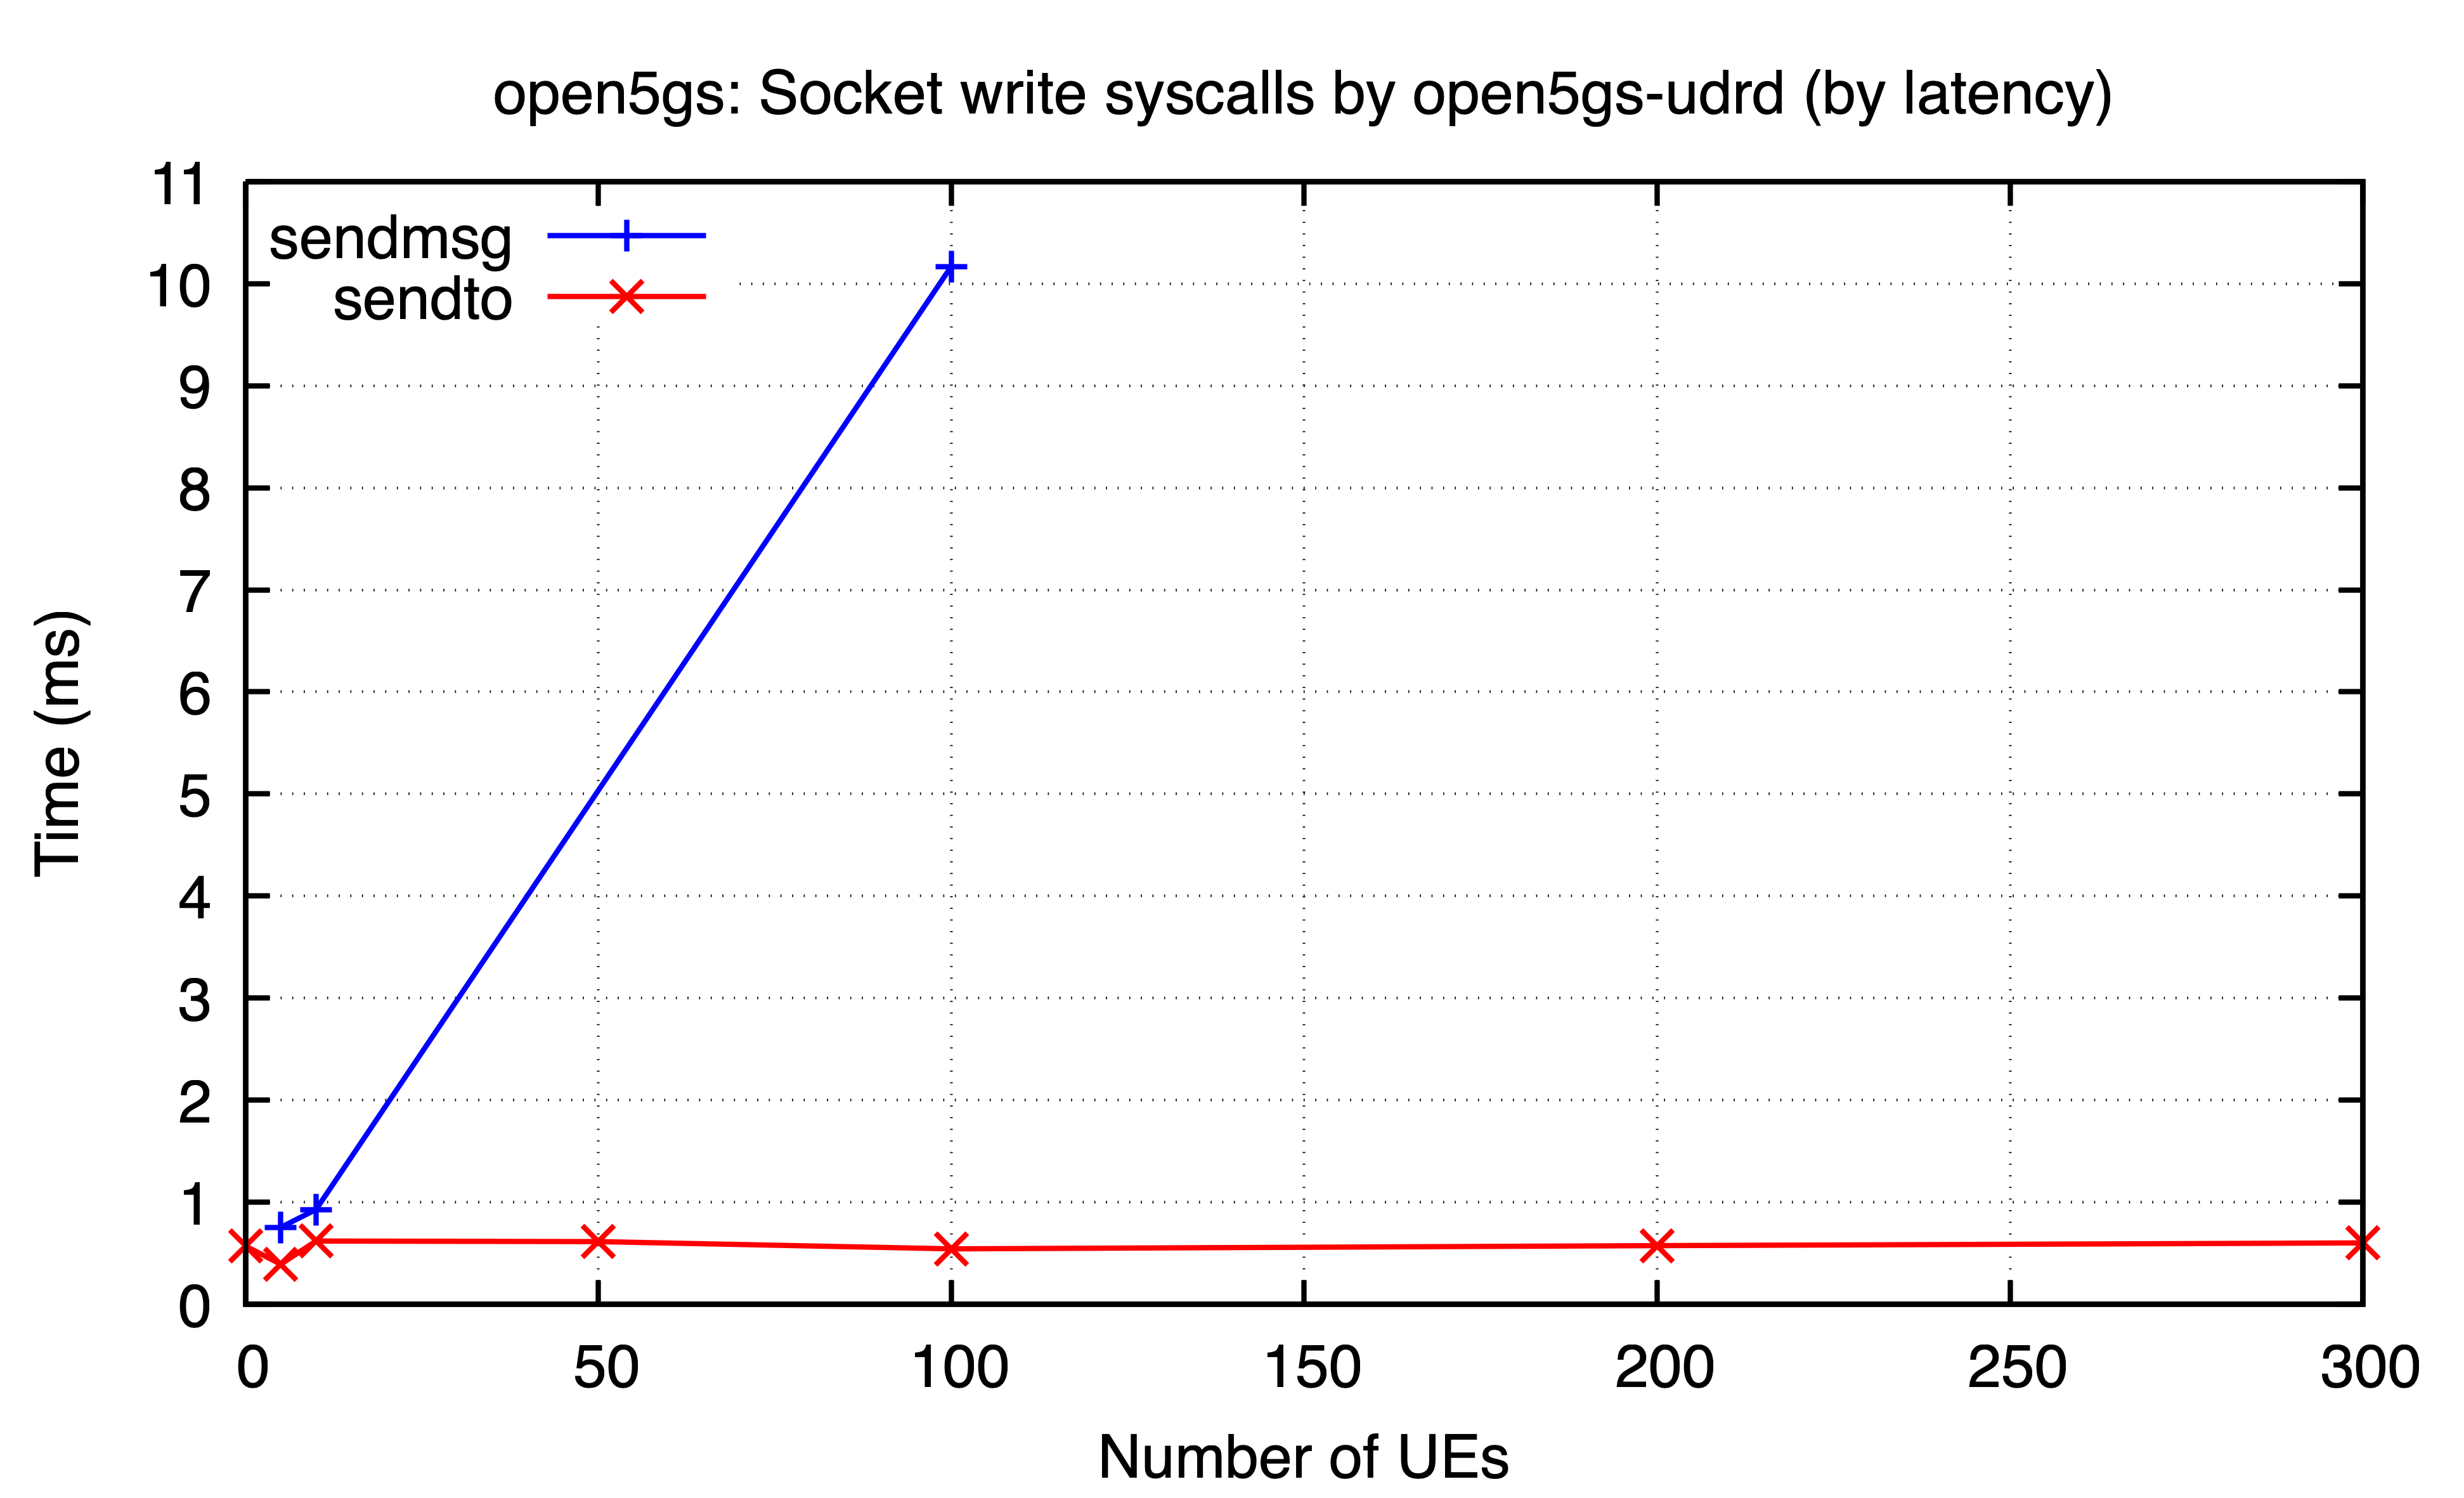 open5gs: Socket write syscalls by open5gs-udrd (by latency)
11
10
9
8
7
6
5
4
3
2
1
0
sendmsg
sendto
Time (ms)
0 50 100 150 200 250 300
Number of UEs